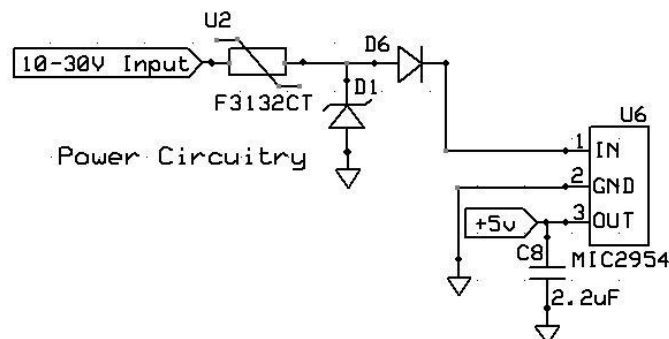 U2
10-30V Input
F3132CT
D6
D1
Power Circuitry
U6
1 IN
2 GND
3 OUT
+5v
C8
MIC2954
2.2uF